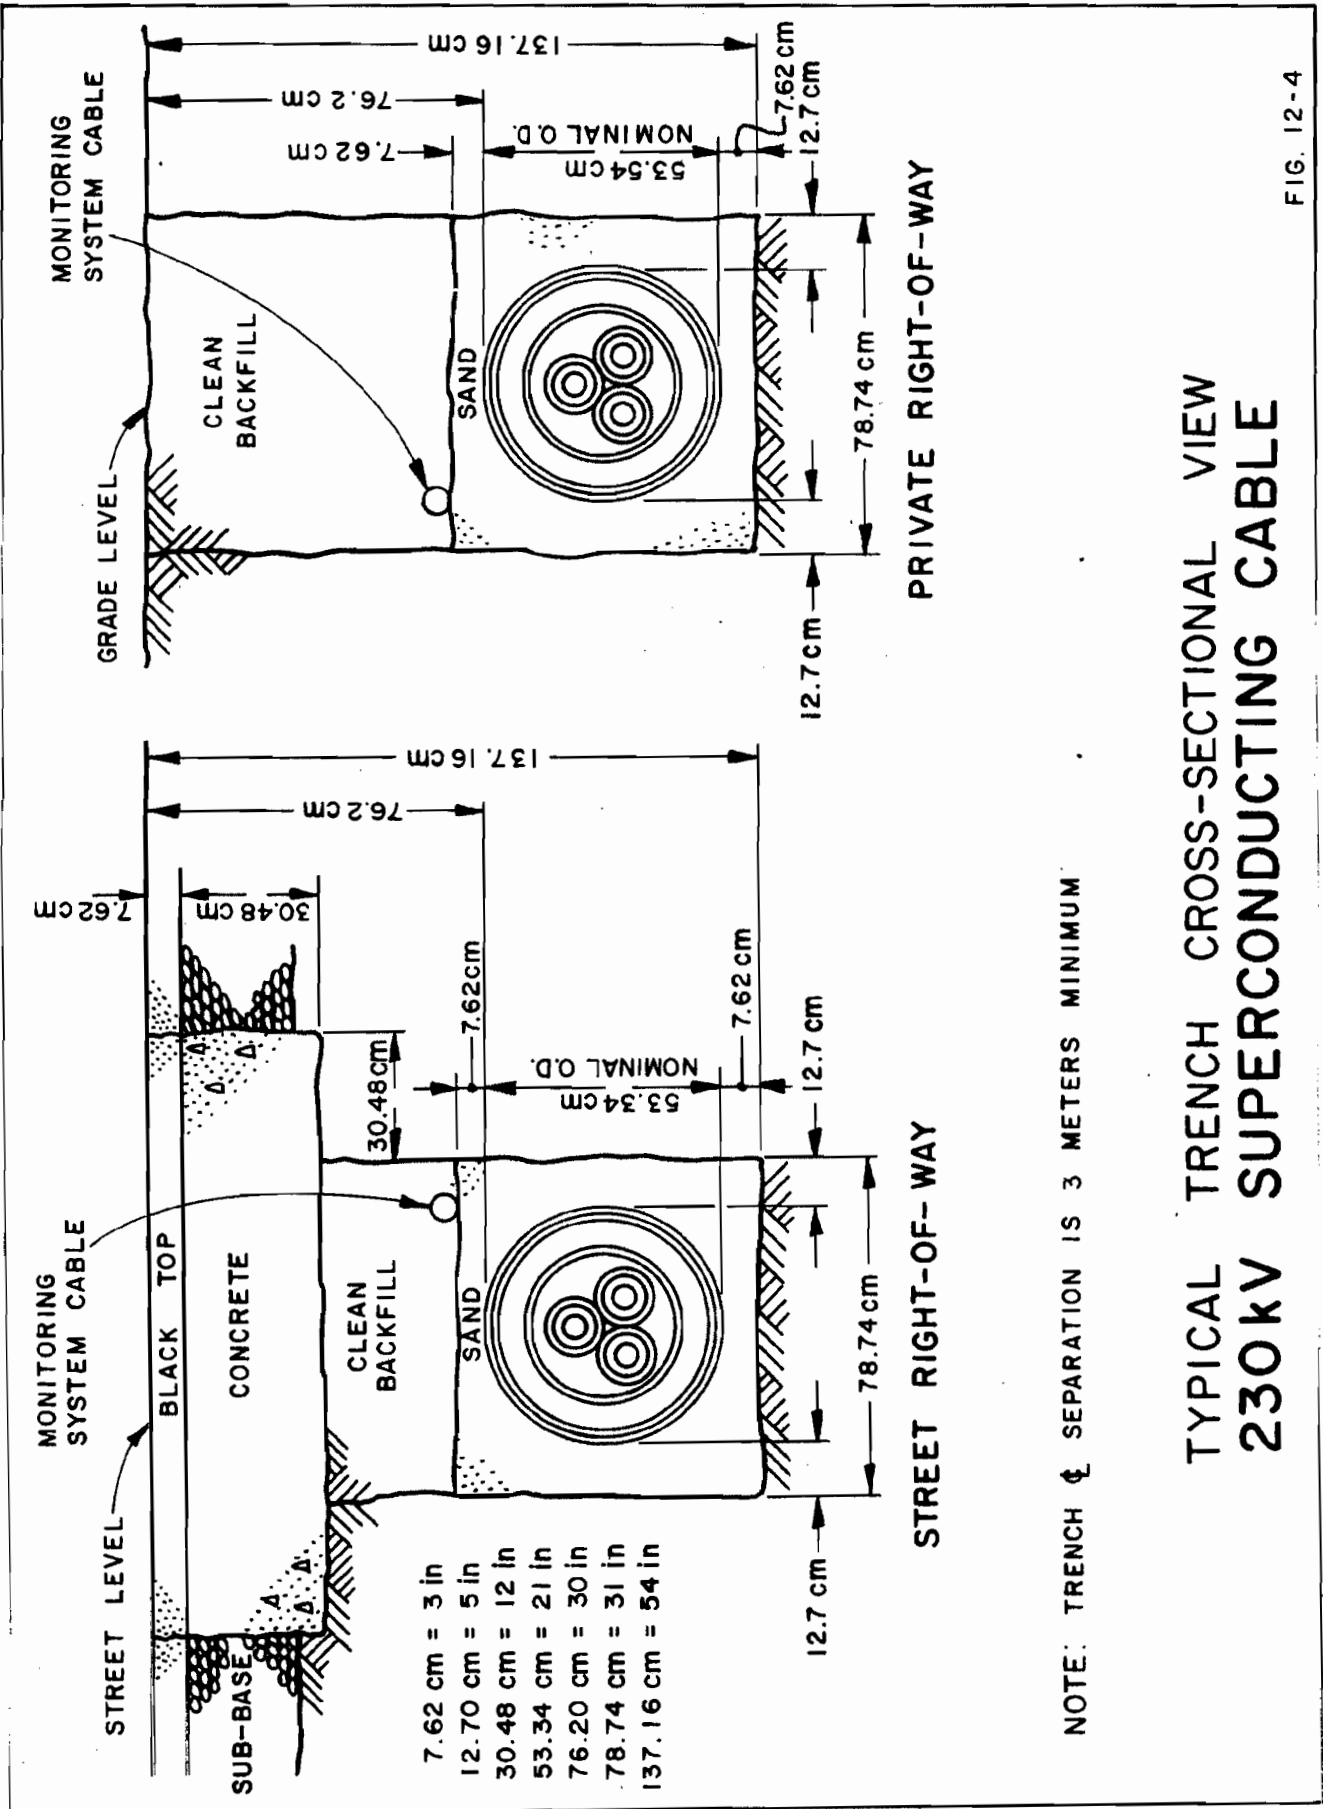 MONITORING
SYSTEM CABLE
STREET LEVEL
BLACK TOP
CONCRETE
SUB-BASE
CLEAN
BACKFILL
SAND
7.62 cm
30.48 cm
76.2 cm
137.16 cm
30.48cm
7.62cm
53.34 cm
NOMINAL O.D.
7.62 cm
12.7 cm
12.7 cm
78.74cm
7.62 cm = 3 in
12.70 cm = 5 in
30.48 cm = 12 in
53.34 cm = 21 in
76.20 cm = 30 in
78.74 cm = 31 in
137.16 cm = 54 in
STREET RIGHT-OF-WAY
MONITORING
SYSTEM CABLE
GRADE LEVEL
CLEAN
BACKFILL
SAND
7.62 cm
76.2 cm
137.16 cm
53.54 cm
NOMINAL O.D.
7.62 cm
12.7cm
12.7cm
78.74 cm
PRIVATE RIGHT-OF-WAY
NOTE: TRENCH ℄ SEPARATION IS 3 METERS MINIMUM
TYPICAL TRENCH CROSS-SECTIONAL VIEW
230kV SUPERCONDUCTING CABLE
FIG. 12-4